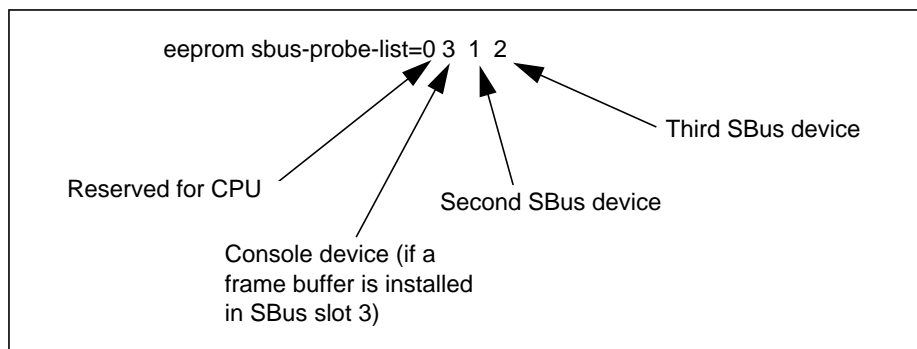 eeprom sbus-probe-list=0 3 1 2
Third SBus device
Reserved for CPU
Second SBus device
Console device (if a
frame buffer is installed
in SBus slot 3)